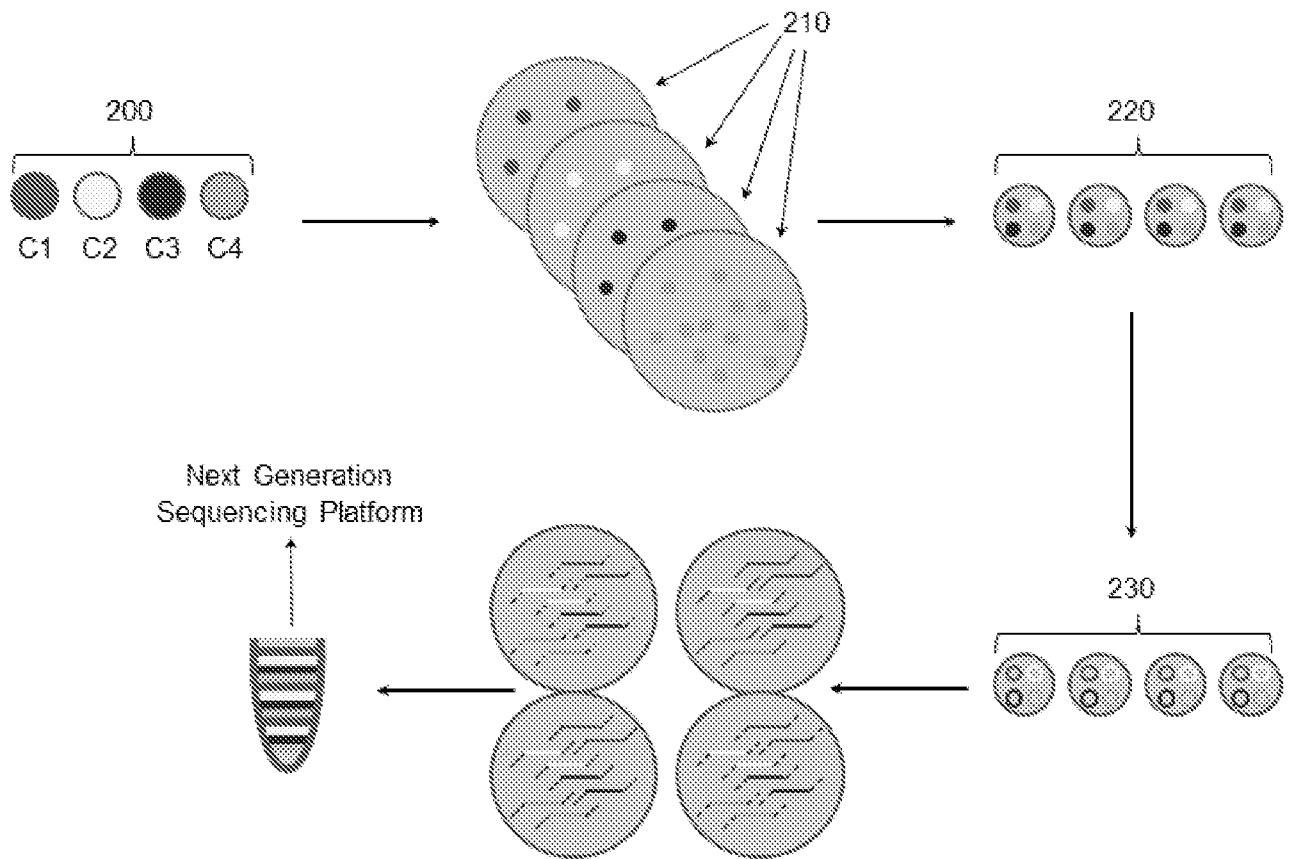 210
200
220
C1 C2 C3 C4
Next Generation
Sequencing Platform
230